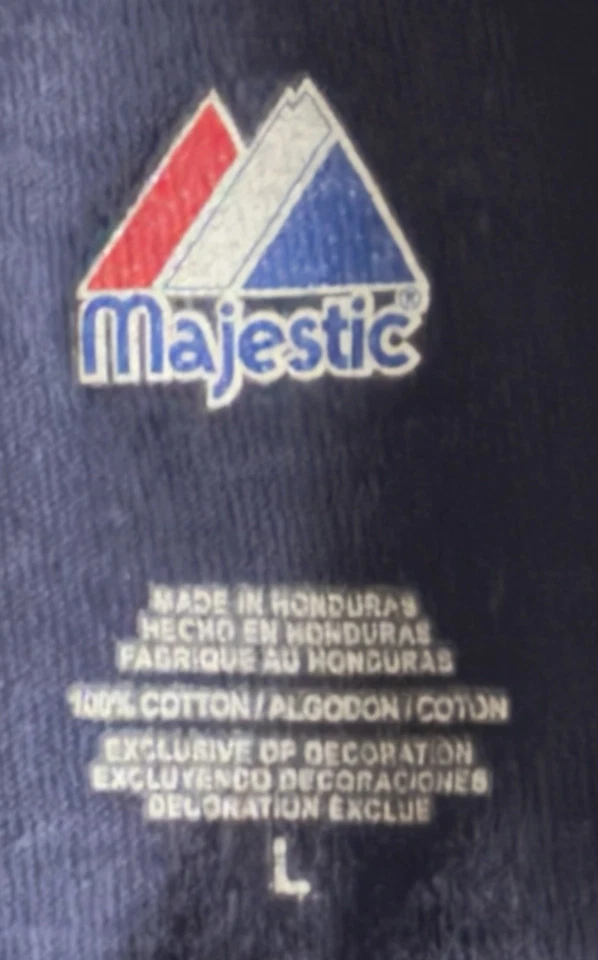 Majestic®
MADE IN HONDURAS
HECHO EN HONDURAS
FABRIQUE AU HONDURAS
100% COTTON / ALGODON / COTON
EXCLUSIVE OF DECORATION
EXCLUYENDO DECORACIONES
DECORATION EXCLUE
L